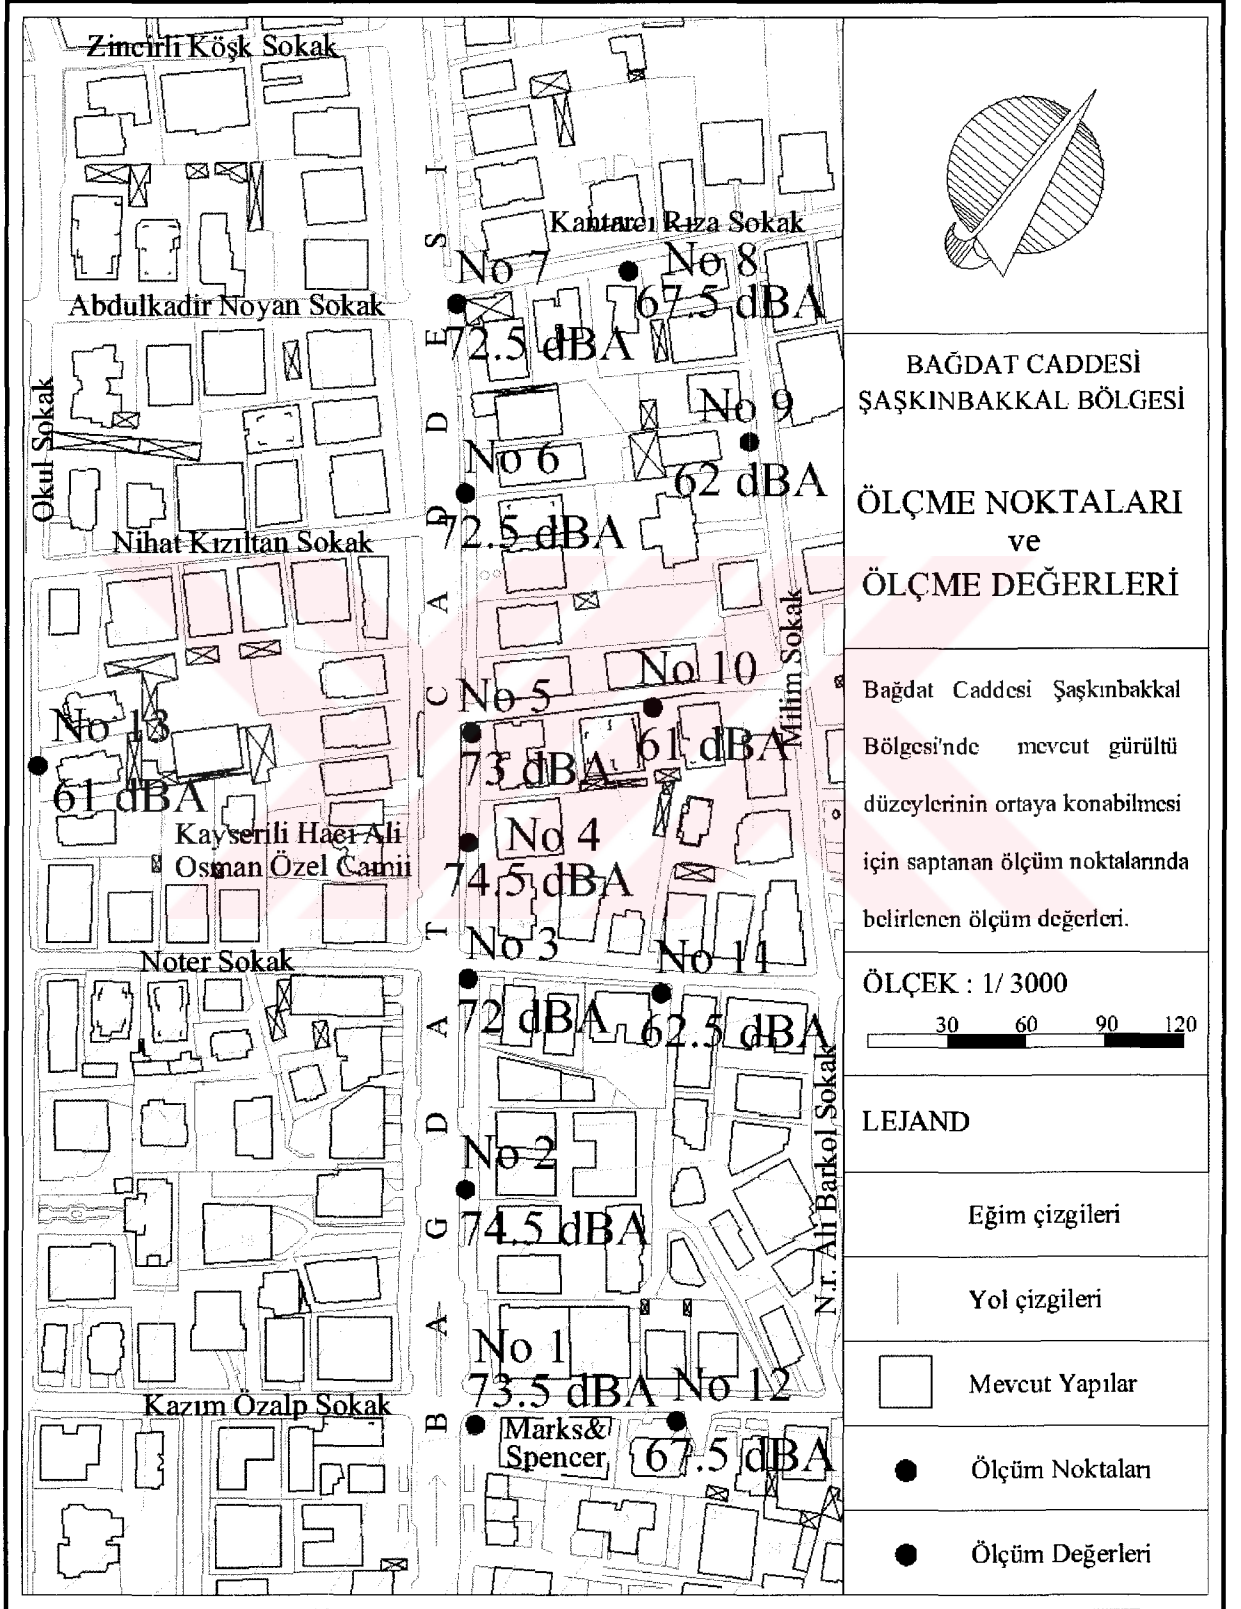 Zincirli Köşk Sokak
Kantarcı Rıza Sokak
No 7
No 8
67.5 dBA
Abdulkadir Noyan Sokak
72.5 dBA
Okul Sokak
No 9
62 dBA
No 6
72.5 dBA
Nihat Kızıltan Sokak
Milim Sokak
No 10
61 dBA
No 5
73 dBA
No 13
61 dBA
Kayserili Hacı Ali
Osman Özel Camii
No 4
74.5 dBA
No 3
72 dBA
Noter Sokak
No 11
62.5 dBA
N.r. Ali Barkol Sokak
No 2
74.5 dBA
No 1
73.5 dBA
No 12
67.5 dBA
Kazım Özalp Sokak
Marks&
Spencer
BAGDAT CADDESI
BAĞDAT CADDESİ
ŞAŞKINBAKKAL BÖLGESİ
ÖLÇME NOKTALARI
ve
ÖLÇME DEĞERLERİ
Bağdat Caddesi Şaşkınbakkal
Bölgesi'nde mevcut gürültü
düzeylerinin ortaya konabilmesi
için saptanan ölçüm noktalarında
belirlenen ölçüm değerleri.
ÖLÇEK : 1/ 3000
30 60 90 120
LEJAND
Eğim çizgileri
Yol çizgileri
Mevcut Yapılar
Ölçüm Noktaları
Ölçüm Değerleri